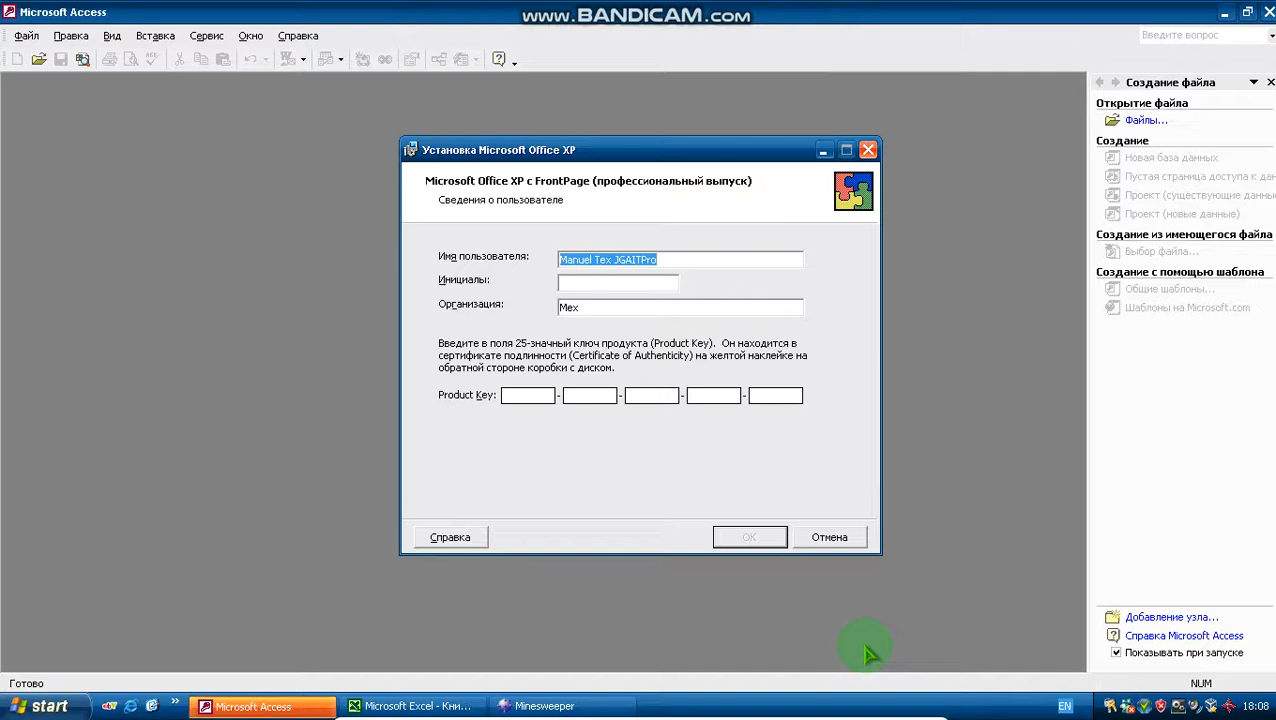 Microsoft Access
www.BANDICAM.com
Файл Правка Вид Вставка Сервис Окно Справка
Введите вопрос
Создание файла
Открытие файла
Файлы...
Создание
Новая база данных
Пустая страница доступа к дан
Проект (существующие данны
Проект (новые данные)
Создание из имеющегося файла
Выбор файла...
Создание с помощью шаблона
Общие шаблоны...
Шаблоны на Microsoft.com
Установка Microsoft Office XP
Microsoft Office XP с FrontPage (профессиональный выпуск)
Сведения о пользователе
Имя пользователя: Manuel Tex JGAITPro
Инициалы:
Организация: Mex
Введите в поля 25-значный ключ продукта (Product Key). Он находится в
сертификате подлинности (Certificate of Authenticity) на желтой наклейке на
обратной стороне коробки с диском.
Product Key: - - - -
Справка OK Отмена
Добавление узла...
Справка Microsoft Access
Показывать при запуске
Готово NUM
start Microsoft Access Microsoft Excel - Кни... Minesweeper EN 18:08